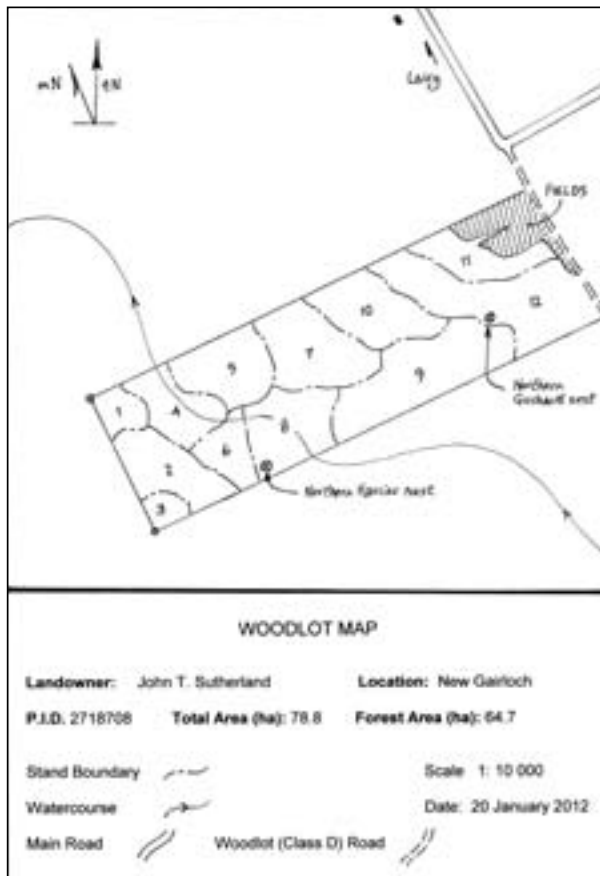 mN tN
Lairg
FIELDS
11
12
10
5
7
9
1
4
8
6
2
3
Northern
Goshawk nest
Northern Harrier nest
WOODLOT MAP
Landowner: John T. Sutherland Location: New Gairloch
P.I.D. 2718708 Total Area (ha): 78.8 Forest Area (ha): 64.7
Stand Boundary Scale 1: 10 000
Watercourse Date: 20 January 2012
Main Road Woodlot (Class D) Road